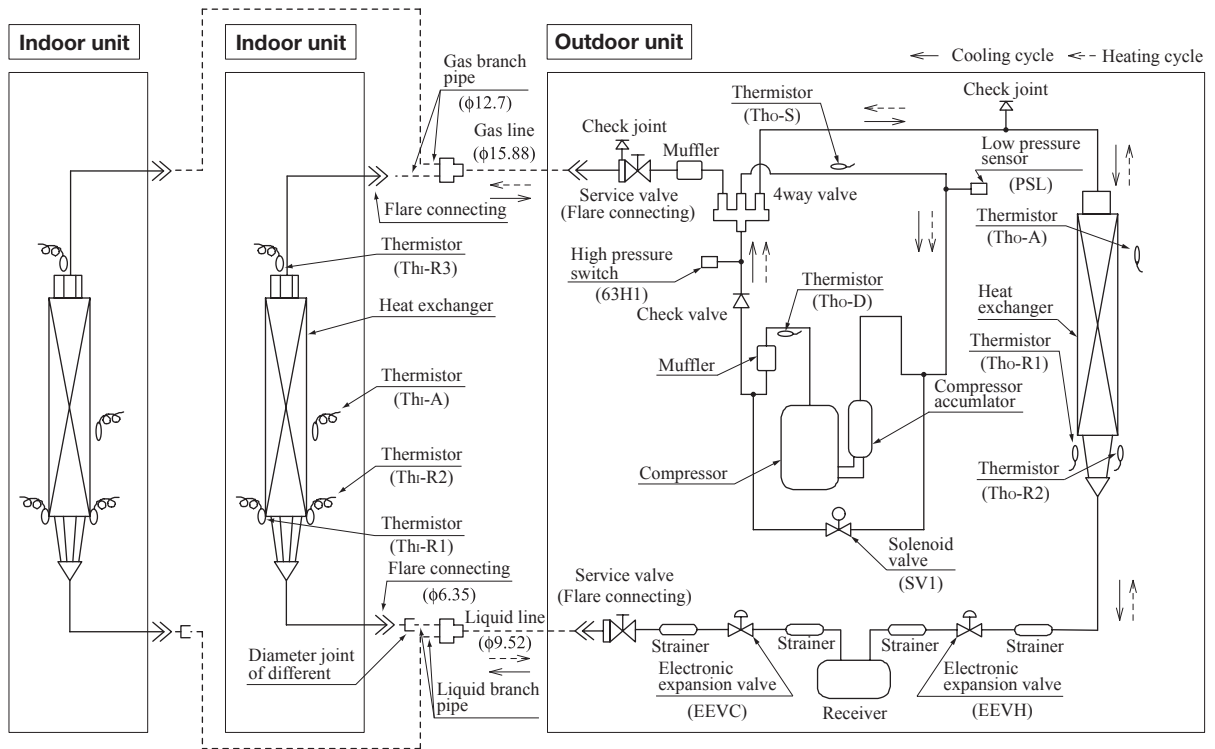 Indoor unit
Indoor unit
Outdoor unit
Cooling cycle
Heating cycle
Gas branch
pipe
(ϕ12.7)
Gas line
(ϕ15.88)
Flare connecting
Check joint
Muffler
Service valve
(Flare connecting)
Thermistor
(Tho-S)
4way valve
Check joint
Low pressure
sensor
(PSL)
Thermistor
(Tho-A)
High pressure
switch
(63H1)
Check valve
Thermistor
(Tho-D)
Muffler
Heat
exchanger
Thermistor
(Tho-R1)
Compressor
accumlator
Compressor
Thermistor
(Tho-R2)
Solenoid
valve
(SV1)
Thermistor
(ThI-R3)
Heat exchanger
Thermistor
(ThI-A)
Thermistor
(ThI-R2)
Thermistor
(ThI-R1)
Flare connecting
(ϕ6.35)
Liquid line
(ϕ9.52)
Diameter joint
of different
Liquid branch
pipe
Service valve
(Flare connecting)
Strainer
Strainer
Strainer
Strainer
Electronic
expansion valve
(EEVC)
Receiver
Electronic
expansion valve
(EEVH)